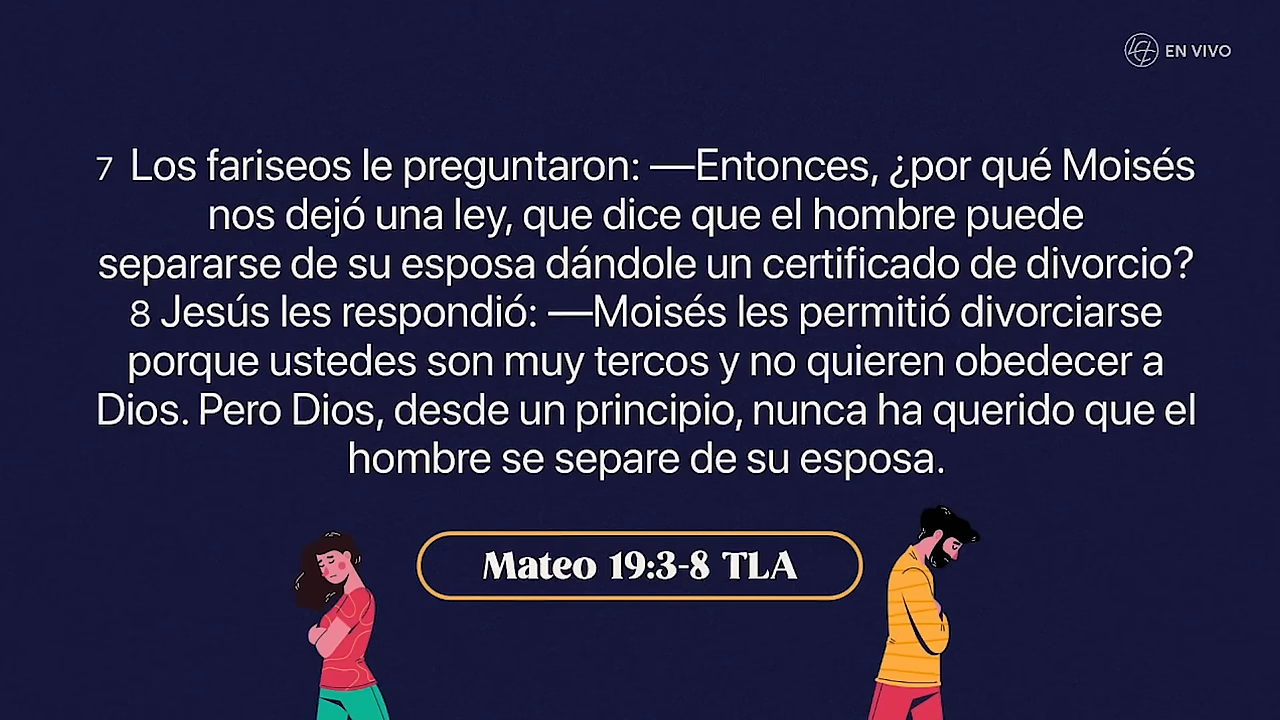 EN VIVO
7 Los fariseos le preguntaron: —Entonces, ¿por qué Moisés
nos dejó una ley, que dice que el hombre puede
separarse de su esposa dándole un certificado de divorcio?
8 Jesús les respondió: —Moisés les permitió divorciarse
porque ustedes son muy tercos y no quieren obedecer a
Dios. Pero Dios, desde un principio, nunca ha querido que el
hombre se separe de su esposa.
Mateo 19:3-8 TLA